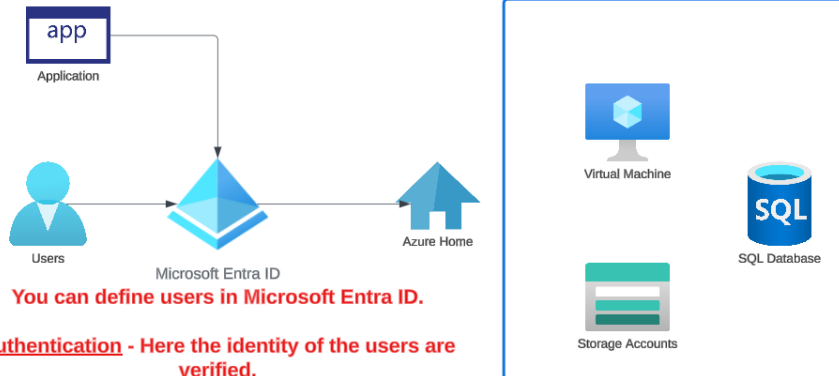 app
Application
Users
Microsoft Entra ID
Azure Home
You can define users in Microsoft Entra ID.
uthentication - Here the identity of the users are
verified.
Virtual Machine
SQL
SQL Database
Storage Accounts